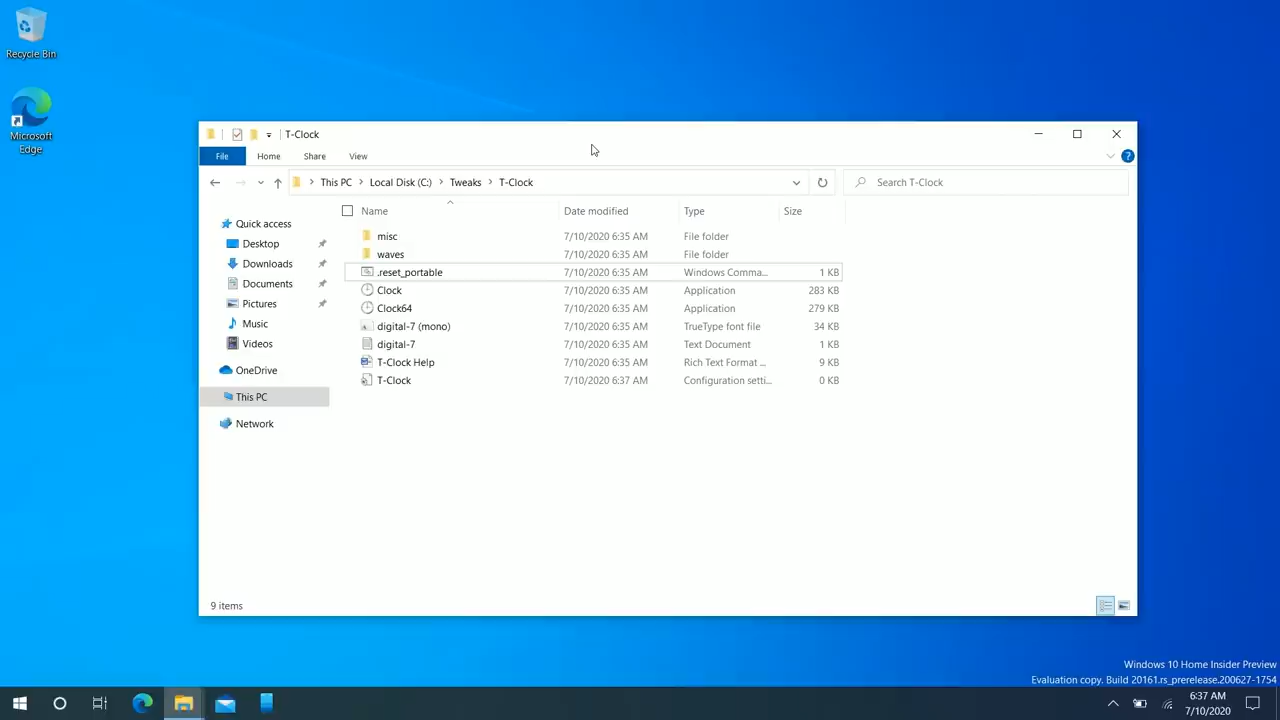 Recycle Bin
Microsoft
Edge
T-Clock
File Home Share View
This PC Local Disk (C:) Tweaks T-Clock
Search T-Clock
Name Date modified Type Size
Quick access
Desktop
Downloads
Documents
Pictures
Music
Videos
OneDrive
This PC
Network
misc 7/10/2020 6:35 AM File folder
waves 7/10/2020 6:35 AM File folder
.reset_portable 7/10/2020 6:35 AM Windows Comma... 1 KB
Clock 7/10/2020 6:35 AM Application 283 KB
Clock64 7/10/2020 6:35 AM Application 279 KB
digital-7 (mono) 7/10/2020 6:35 AM TrueType font file 34 KB
digital-7 7/10/2020 6:35 AM Text Document 1 KB
T-Clock Help 7/10/2020 6:35 AM Rich Text Format ... 9 KB
T-Clock 7/10/2020 6:37 AM Configuration setti... 0 KB
9 items
Windows 10 Home Insider Preview
Evaluation copy. Build 20161.rs_prerelease.200627-1754
6:37 AM
7/10/2020